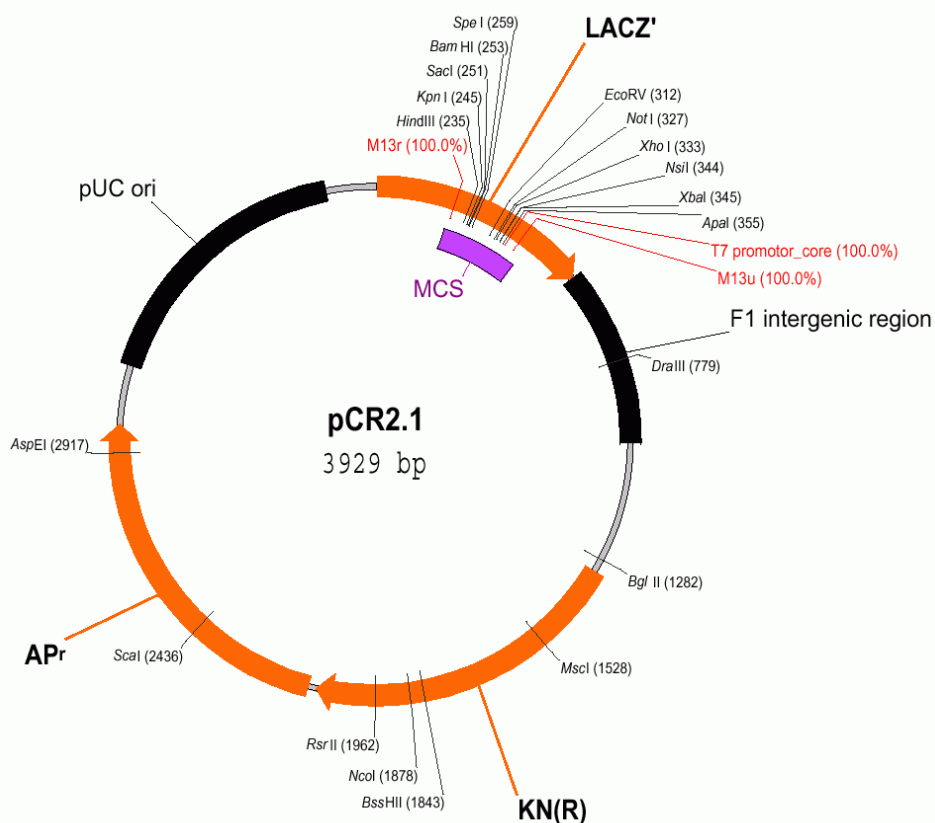 Spe I (259)
LACZ'
Bam HI (253)
SacI (251)
Kpn I (245)
HindIII (235)
M13r (100.0%)
EcoRV (312)
Not I (327)
Xho I (333)
NsiI (344)
XbaI (345)
ApaI (355)
T7 promotor_core (100.0%)
M13u (100.0%)
pUC ori
MCS
F1 intergenic region
DraIII (779)
pCR2.1
3929 bp
AspEI (2917)
Bgl II (1282)
APr
ScaI (2436)
MscI (1528)
RsrII (1962)
NcoI (1878)
BssHII (1843)
KN(R)